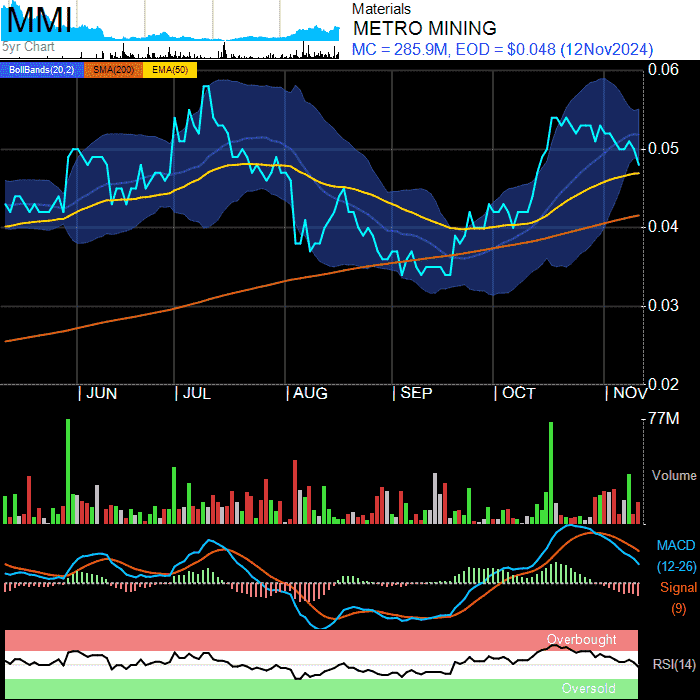 MMI
5yr Chart
Materials
METRO MINING
MC = 285.9M, EOD = $0.048 (12Nov2024)
BollBands(20,2) SMA(200) EMA(50)
0.06
0.05
0.04
0.03
0.02
JUN JUL AUG SEP OCT NOV
77M
Volume
MACD
(12-26)
Signal
(9)
Overbought
RSI(14)
Oversold